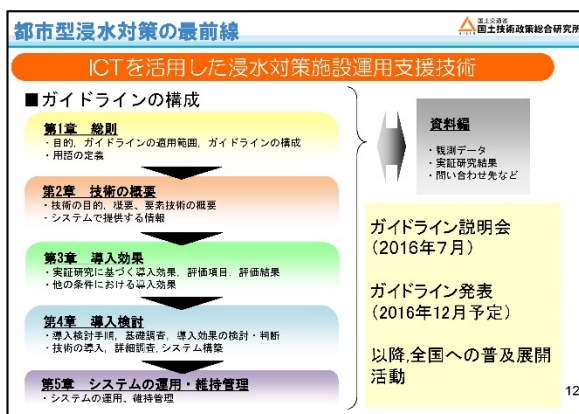 都市型浸水対策の最前線
国土交通省
国土技術政策総合研究所
ICTを活用した浸水対策施設運用支援技術
■ガイドラインの構成
第1章 総則
・目的，ガイドラインの適用範囲，ガイドラインの構成
・用語の定義
第2章 技術の概要
・技術の目的，概要、要素技術の概要
・システムで提供する情報
第3章 導入効果
・実証研究に基づく導入効果，評価項目，評価結果
・他の条件における導入効果
第4章 導入検討
・導入検討手順，基礎調査，導入効果の検討・判断
・技術の導入，詳細調査，システム構築
第5章 システムの運用・維持管理
・システムの運用、維持管理
資料編
・観測データ
・実証研究結果
・問い合わせ先など
ガイドライン説明会
（2016年7月）
ガイドライン発表
（2016年12月予定）
以降,全国への普及展開
活動
12